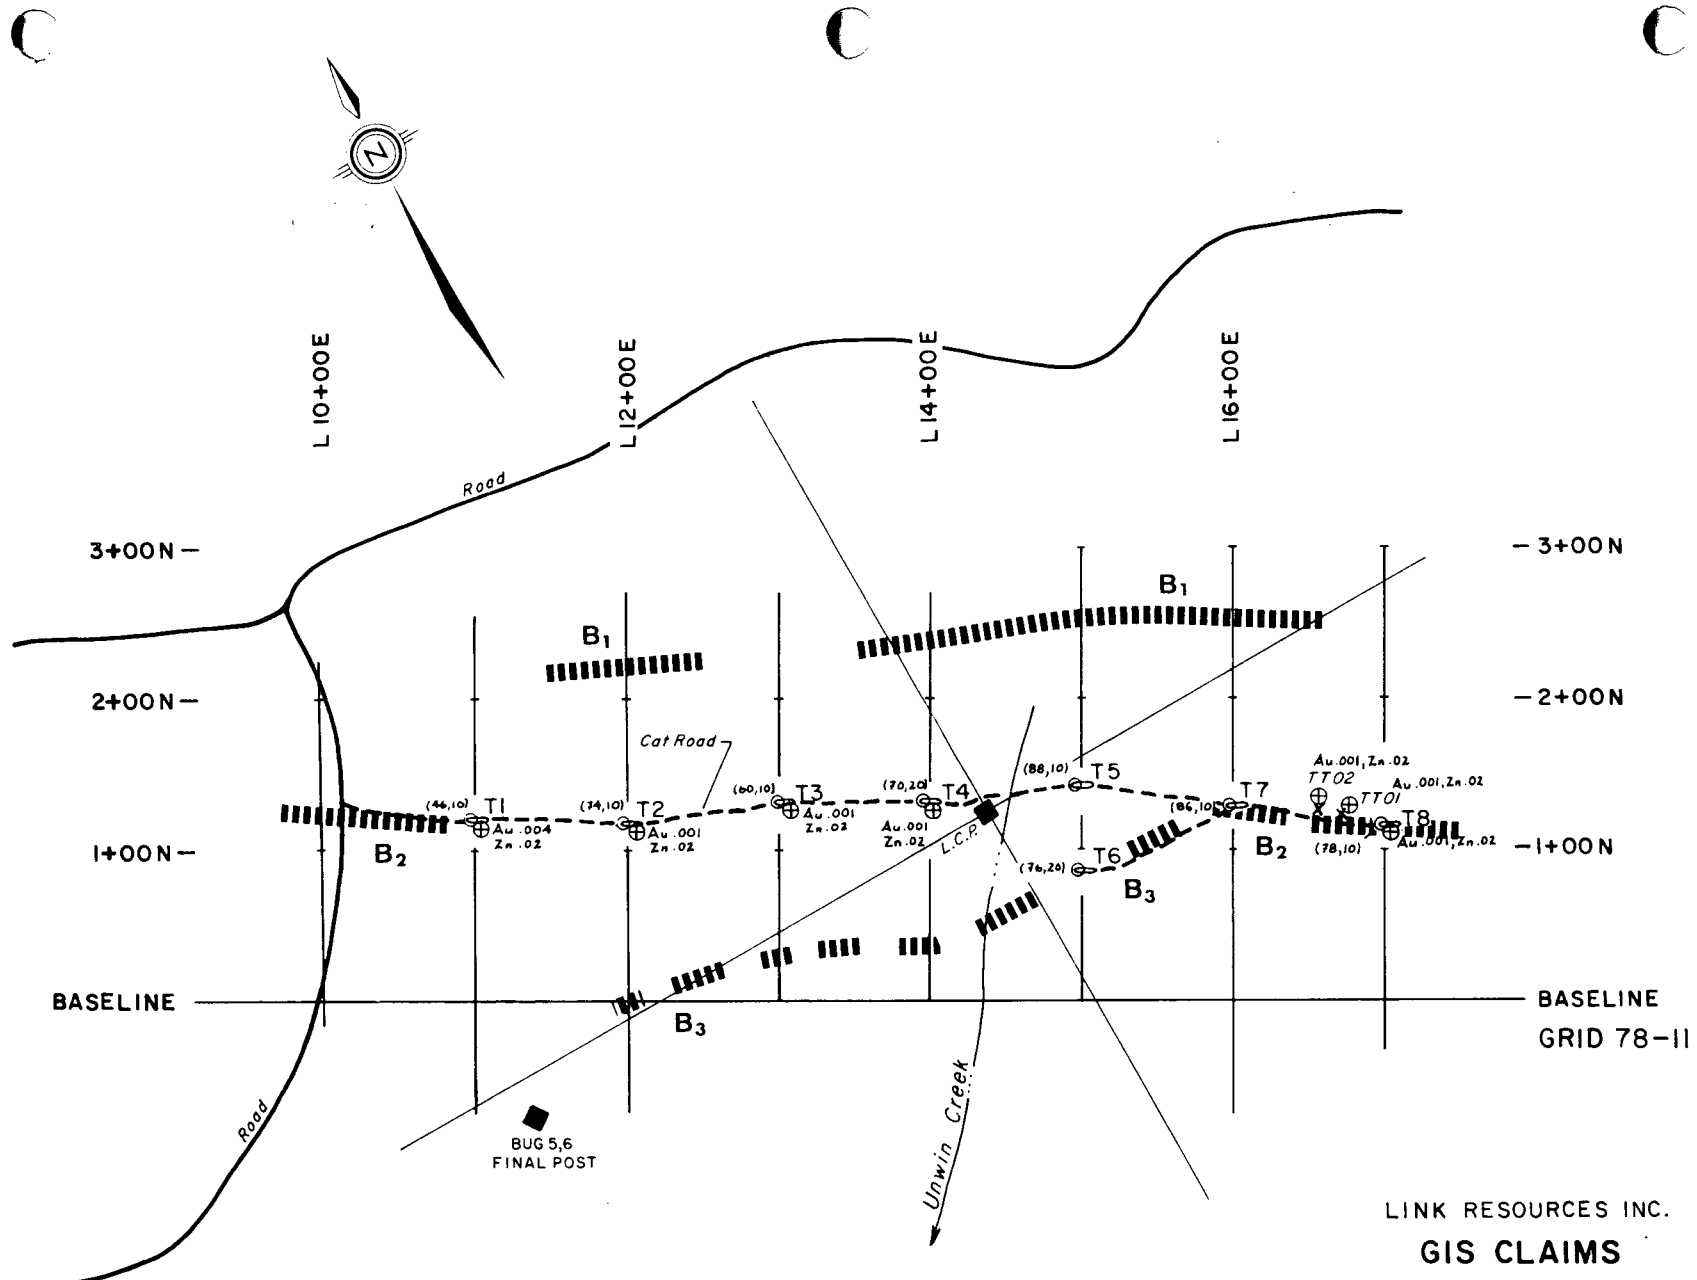 N
L 10+00E
L 12+00E
L 14+00E
L 16+00E
Road
3+00N
3+00N
B1
B1
2+00N
2+00N
Cat Road
Au .001, Zn .02
TT02
Au .001, Zn .02
TT01
(46,10) T1
Au .004
Zn .02
(74,10) T2
Au .001
Zn .02
(60,10) T3
Au .001
Zn .02
(70,20) T4
Au .001
Zn .02
(88,10) T5
(86,10) T7
T8
(78,10)
Au .001, Zn .02
L.C.P.
(76,20) T6
B2
B2
B3
1+00N
1+00N
BASELINE
BASELINE
GRID 78-11
B3
Unwin Creek
Road
BUG 5,6
FINAL POST
LINK RESOURCES INC.
GIS CLAIMS